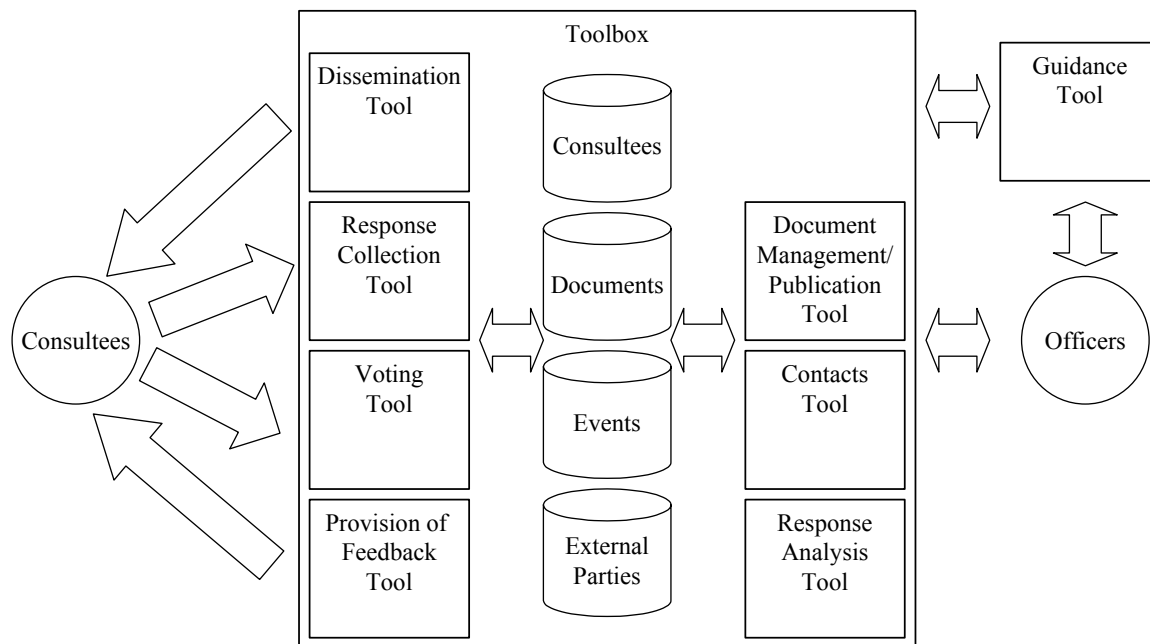 Toolbox
Dissemination
Tool
Response
Collection
Tool
Voting
Tool
Provision of
Feedback
Tool
Consultees
Documents
Events
External
Parties
Document
Management/
Publication
Tool
Contacts
Tool
Response
Analysis
Tool
Guidance
Tool
Consultees
Officers